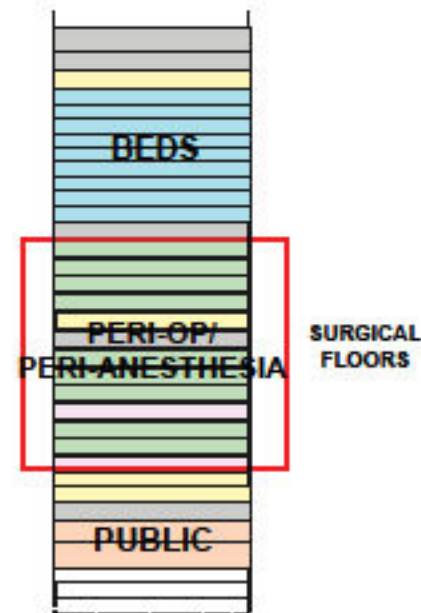 BEDS
PERI-OP/
PERI-ANESTHESIA
SURGICAL
FLOORS
PUBLIC